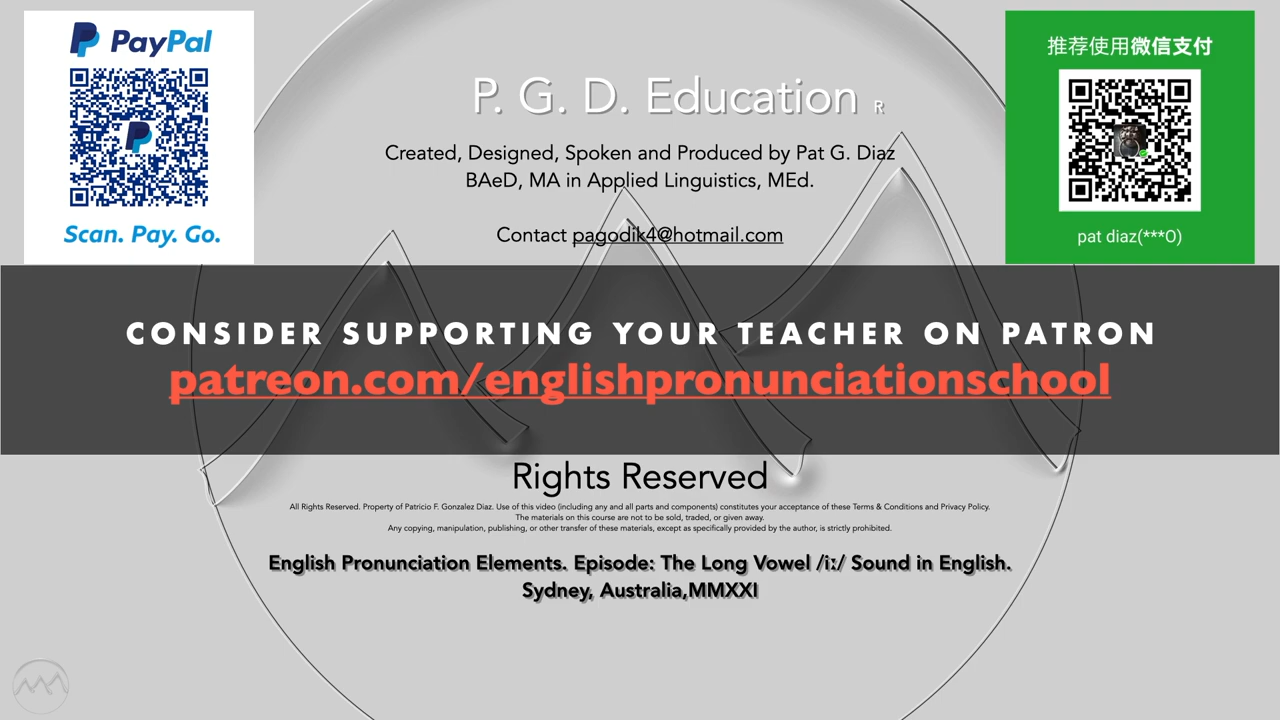 PayPal
Scan. Pay. Go.
推荐使用微信支付
pat diaz(***O)
P. G. D. Education R
Created, Designed, Spoken and Produced by Pat G. Diaz
BAeD, MA in Applied Linguistics, MEd.
Contact pagodik4@hotmail.com
CONSIDER SUPPORTING YOUR TEACHER ON PATRON
patreon.com/englishpronunciationschool
Rights Reserved
All Rights Reserved. Property of Patricio F. Gonzalez Diaz. Use of this video (including any and all parts and components) constitutes your acceptance of these Terms & Conditions and Privacy Policy.
The materials on this course are not to be sold, traded, or given away.
Any copying, manipulation, publishing, or other transfer of these materials, except as specifically provided by the author, is strictly prohibited.
English Pronunciation Elements. Episode: The Long Vowel /iː/ Sound in English.
Sydney, Australia,MMXXI